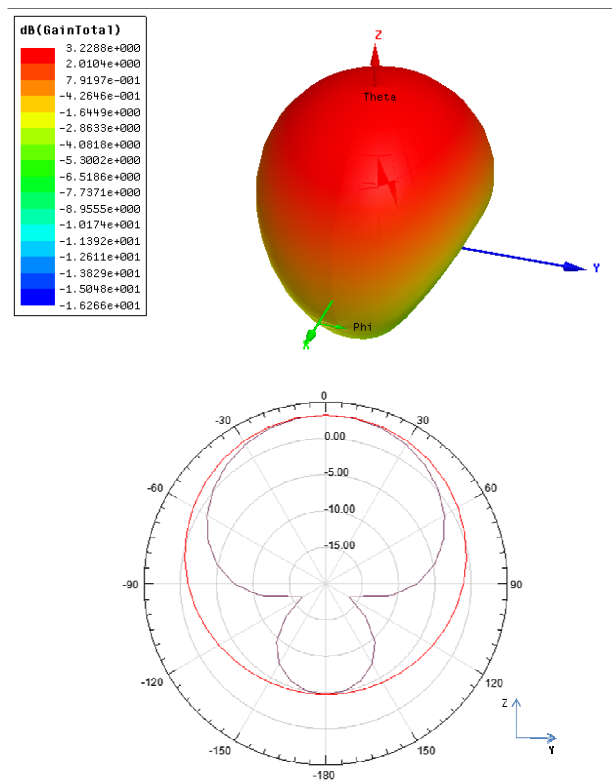 dB(GainTotal)
3.2288e+000
2.0104e+000
7.9197e-001
-4.2646e-001
-1.6449e+000
-2.8633e+000
-4.0818e+000
-5.3002e+000
-6.5186e+000
-7.7371e+000
-8.9555e+000
-1.0174e+001
-1.1392e+001
-1.2611e+001
-1.3829e+001
-1.5048e+001
-1.6266e+001
Z
Theta
Y
Phi
X
0
-30 30
0.00
-5.00
-60 60
-10.00
-15.00
-90 90
-120 120
-150 150
-180
Z
Y